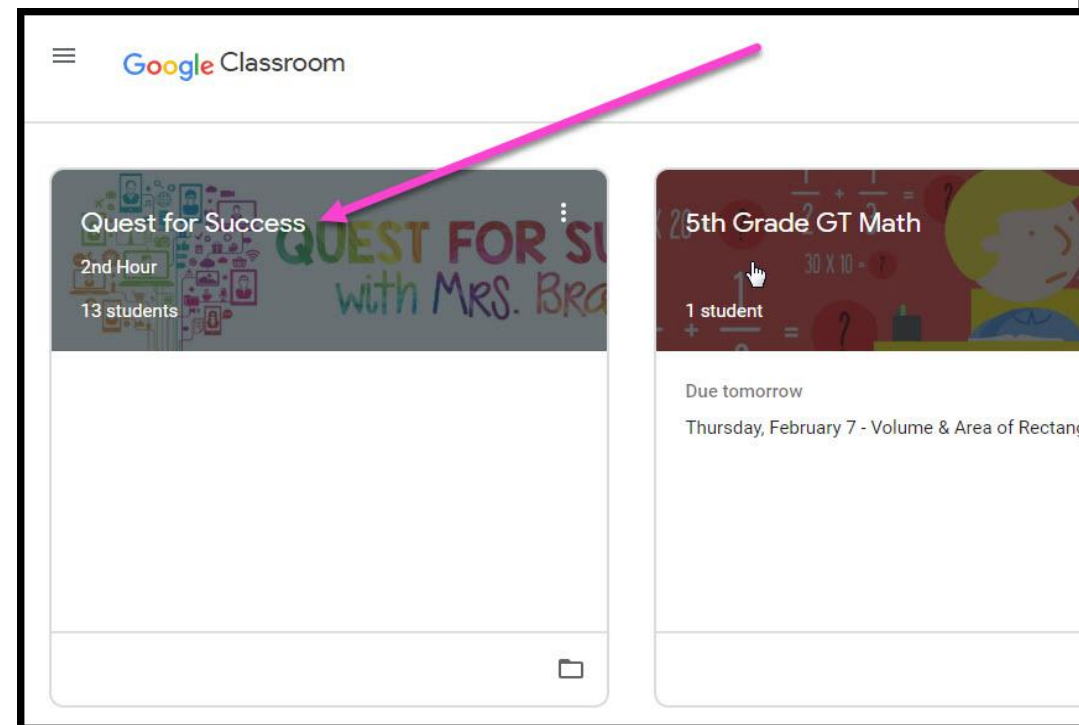 Google Classroom
Quest for Success
2nd Hour
13 students
QUEST FOR SU
with MRS. BRA
5th Grade GT Math
1 student
30 X 10 = ?
Due tomorrow
Thursday, February 7 - Volume & Area of Rectang